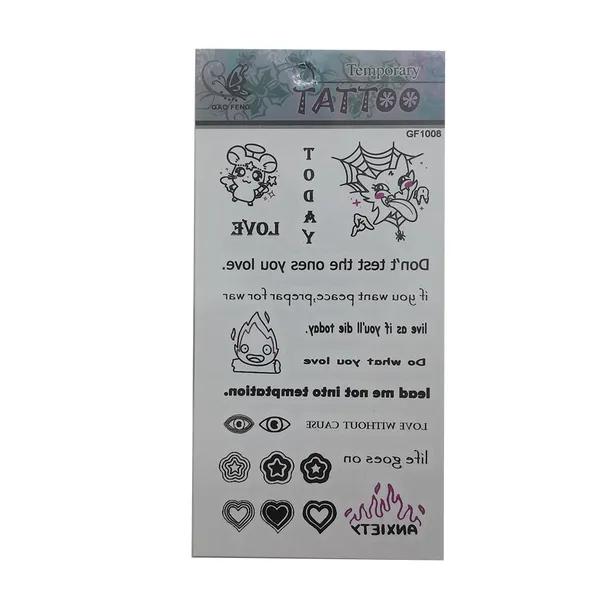 Temporary
TATTOO
GAO FENG
GF1008
TODAY
LOVE
Don't test the ones you love.
if you want peace,prepar for war
live as if you'll die today.
Do what you love
lead me not into temptation.
LOVE WITHOUT CAUSE
life goes on
ANXIETY